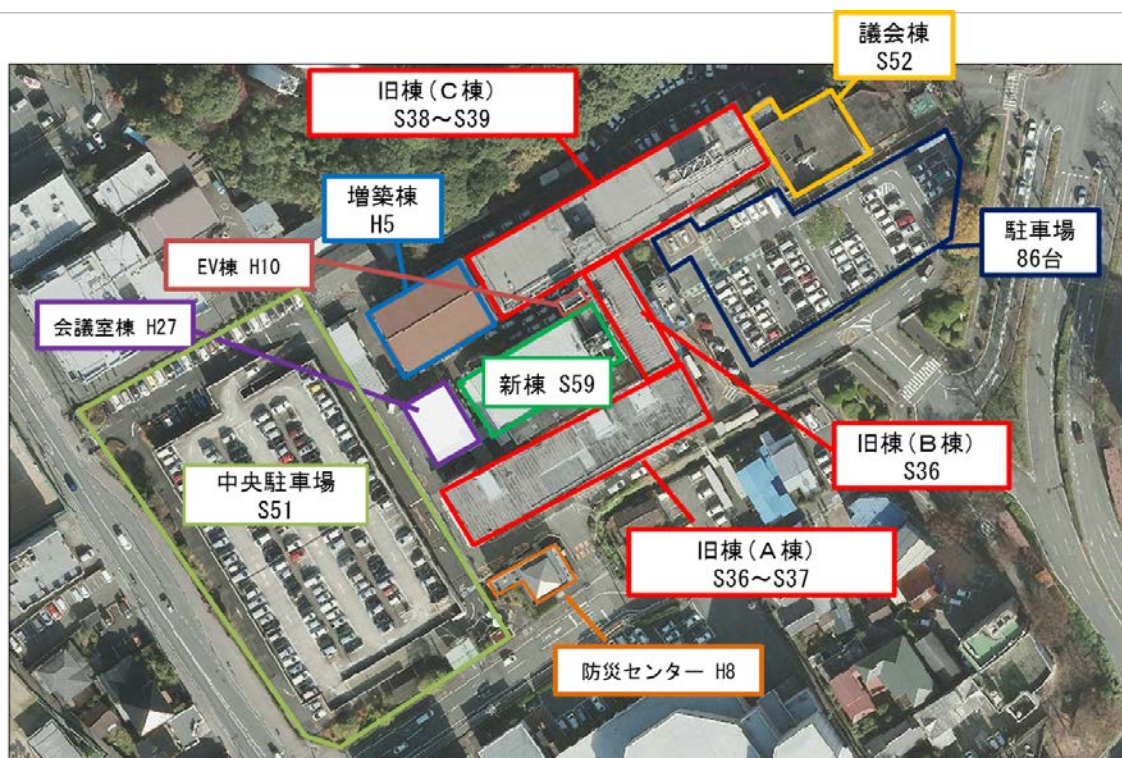 議会棟
S52
旧棟(C棟)
S38~S39
増築棟
H5
駐車場
86台
EV棟 H10
会議室棟 H27
新棟 S59
旧棟(B棟)
S36
中央駐車場
S51
旧棟(A棟)
S36~S37
防災センター H8